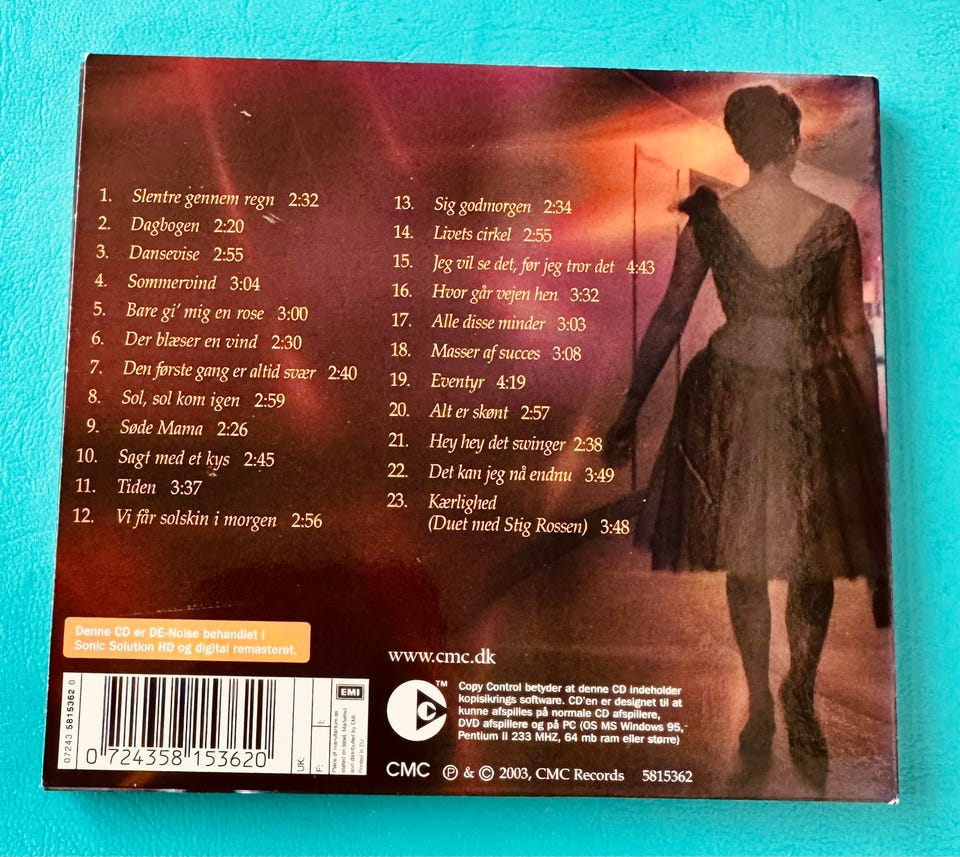 1. Slentre gennem regn 2:32
2. Dagbogen 2:20
3. Dansevise 2:55
4. Sommervind 3:04
5. Bare gi' mig en rose 3:00
6. Der blæser en vind 2:30
7. Den første gang er altid svær 2:40
8. Sol, sol kom igen 2:59
9. Søde Mama 2:26
10. Sagt med et kys 2:45
11. Tiden 3:37
12. Vi får solskin i morgen 2:56
13. Sig godmorgen 2:34
14. Livets cirkel 2:55
15. Jeg vil se det, før jeg tror det 4:43
16. Hvor går vejen hen 3:32
17. Alle disse minder 3:03
18. Masser af succes 3:08
19. Eventyr 4:19
20. Alt er skønt 2:57
21. Hey hey det swinger 2:38
22. Det kan jeg nå endnu 3:49
23. Kærlighed
(Duet med Stig Rossen) 3:48
Denne CD er DE-Noise behandlet i
Sonic Solution HD og digital remasteret.
07243 5815362 0
0 724358 153620
UK:
F:
EMI
www.cmc.dk
TM
C
Copy Control betyder at denne CD indeholder
kopisikrings software. CD'en er designet til at
kunne afspilles på normale CD afspillere,
DVD afspillere og på PC (OS MS Windows 95,
Pentium II 233 MHZ, 64 mb ram eller større)
CMC ℗ & © 2003, CMC Records 5815362